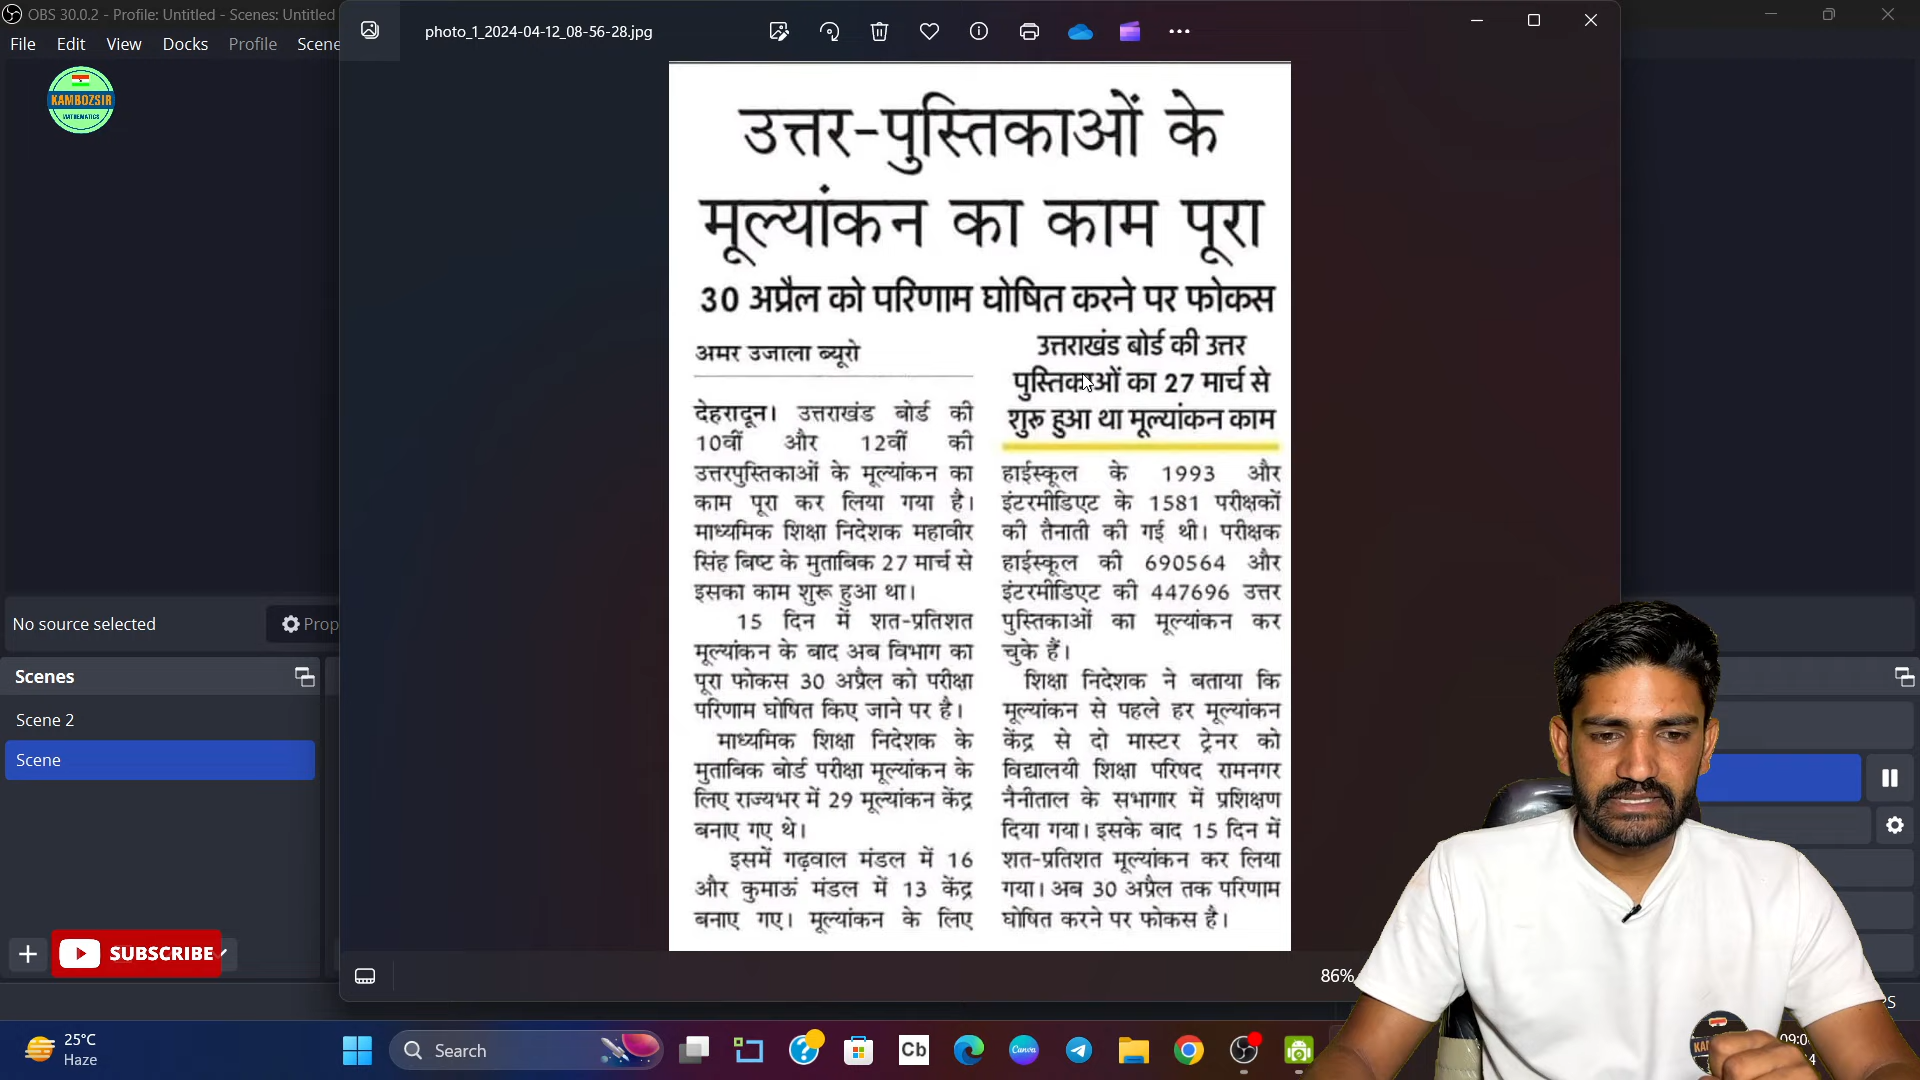 OBS 30.0.2 - Profile: Untitled - Scenes: Untitled
File Edit View Docks Profile Scene
KAMBOZSIR
MATHEMATICS
photo_1_2024-04-12_08-56-28.jpg
उत्तर-पुस्तिकाओं के
मूल्यांकन का काम पूरा
30 अप्रैल को परिणाम घोषित करने पर फोकस
अमर उजाला ब्यूरो
देहरादून। उत्तराखंड बोर्ड की
10वीं और 12वीं की
उत्तरपुस्तिकाओं के मूल्यांकन का
काम पूरा कर लिया गया है।
माध्यमिक शिक्षा निदेशक महावीर
सिंह बिष्ट के मुताबिक 27 मार्च से
इसका काम शुरू हुआ था।
15 दिन में शत-प्रतिशत
मूल्यांकन के बाद अब विभाग का
पूरा फोकस 30 अप्रैल को परीक्षा
परिणाम घोषित किए जाने पर है।
माध्यमिक शिक्षा निदेशक के
मुताबिक बोर्ड परीक्षा मूल्यांकन के
लिए राज्यभर में 29 मूल्यांकन केंद्र
बनाए गए थे।
इसमें गढ़वाल मंडल में 16
और कुमाऊं मंडल में 13 केंद्र
बनाए गए। मूल्यांकन के लिए
उत्तराखंड बोर्ड की उत्तर
पुस्तिकाओं का 27 मार्च से
शुरू हुआ था मूल्यांकन काम
हाईस्कूल के 1993 और
इंटरमीडिएट के 1581 परीक्षकों
की तैनाती की गई थी। परीक्षक
हाईस्कूल की 690564 और
इंटरमीडिएट की 447696 उत्तर
पुस्तिकाओं का मूल्यांकन कर
चुके हैं।
शिक्षा निदेशक ने बताया कि
मूल्यांकन से पहले हर मूल्यांकन
केंद्र से दो मास्टर ट्रेनर को
विद्यालयी शिक्षा परिषद रामनगर
नैनीताल के सभागार में प्रशिक्षण
दिया गया। इसके बाद 15 दिन में
शत-प्रतिशत मूल्यांकन कर लिया
गया। अब 30 अप्रैल तक परिणाम
घोषित करने पर फोकस है।
No source selected
Prop
Scenes
Scene 2
Scene
SUBSCRIBE
86%
25°C
Haze
Search
Cb
Canva